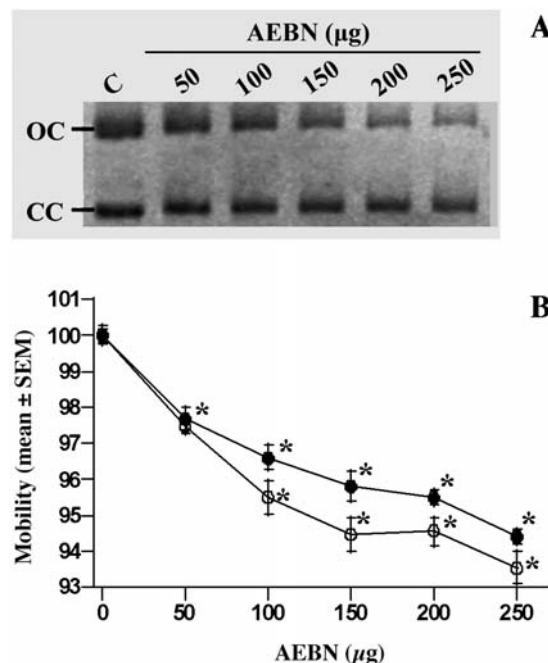 A
AEBN (μg)
C 50 100 150 200 250
OC
CC
B
101
100
99
98
97
96
95
94
93
Mobility (mean ± SEM)
* * * * * * * * *
0 50 100 150 200 250
AEBN (μg)